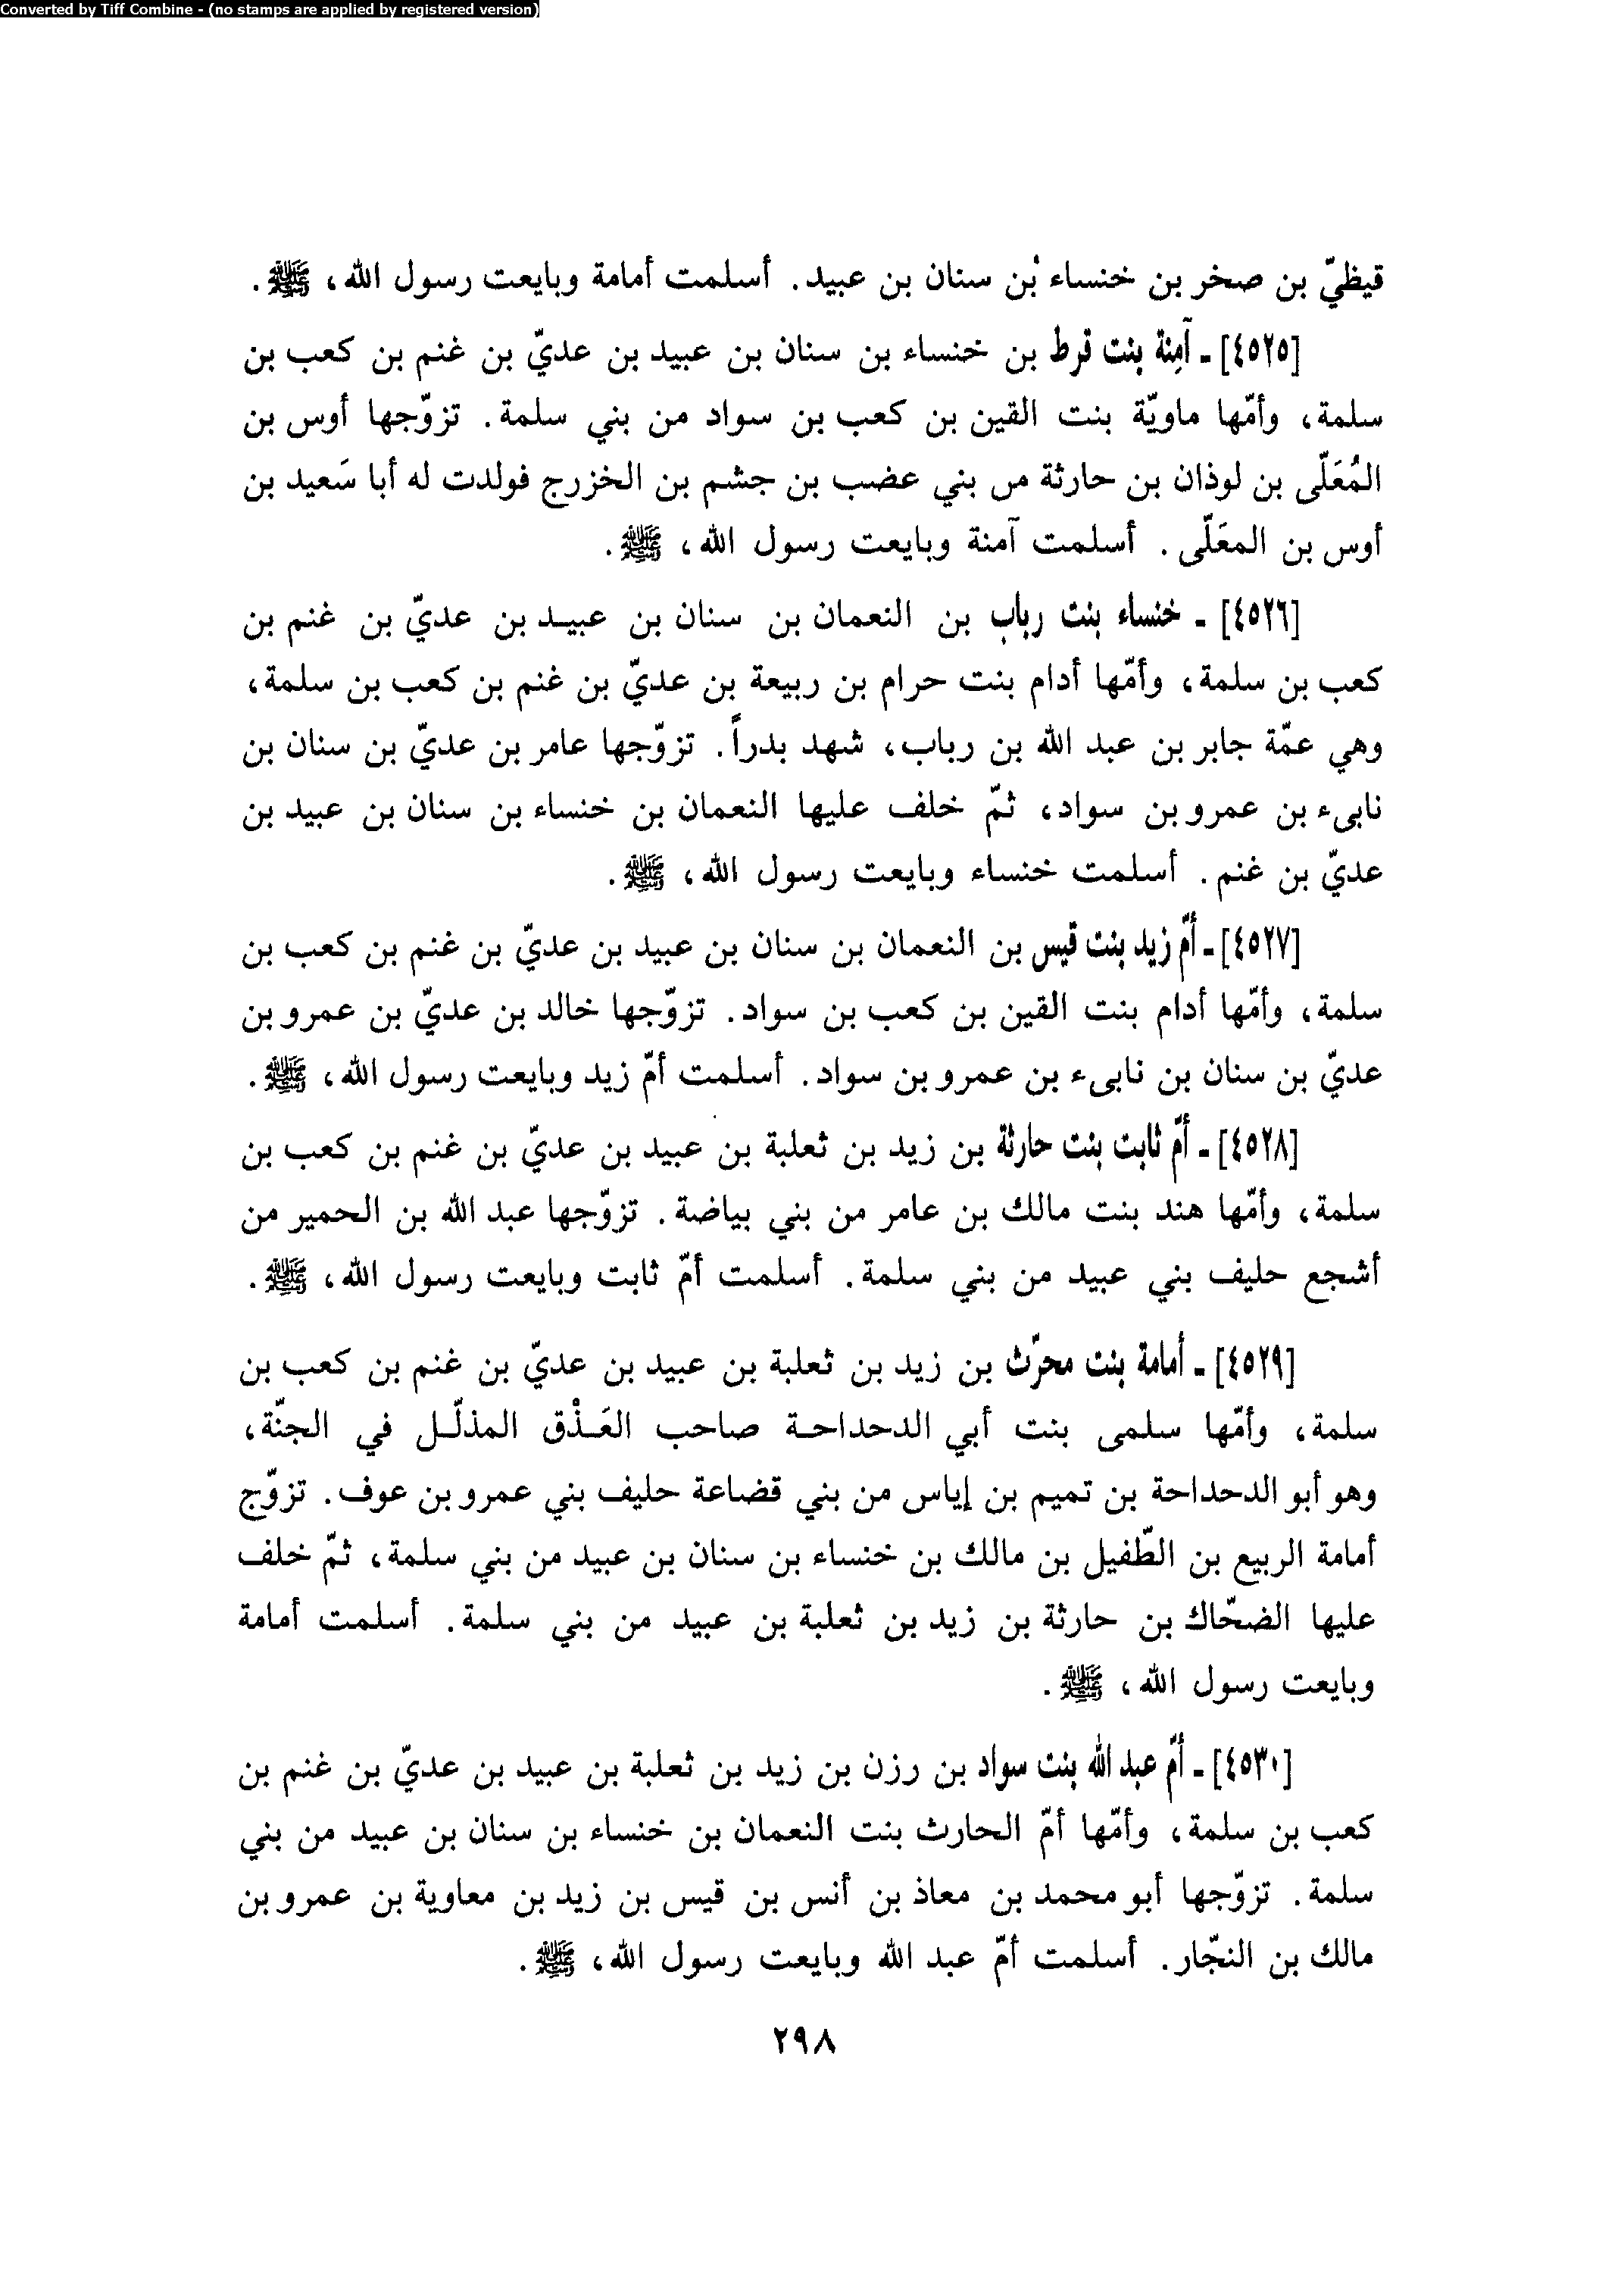 Converted by Tiff Combine - (no stamps are applied by registered version)
قيظيّ بن صخر بن خنساء بن سنان بن عبيد. أسلمت أمامة وبايعت رسول الله، ﷺ.
[٤٥٢٥] ـ آمِنة بنت قرط بن خنساء بن سنان بن عبيد بن عديّ بن غنم بن كعب بن
سلمة، وأمّها ماويّة بنت القين بن كعب بن سواد من بني سلمة. تزوّجها أوس بن
المُعَلّى بن لوذان بن حارثة من بني عضب بن جشم بن الخزرج فولدت له أبا سَعيد بن
أوس بن المعَلّى. أسلمت آمنة وبايعت رسول الله، ﷺ.
[٤٥٢٦] ـ خنساء بنت رباب بن النعمان بن سنان بن عبيد بن عديّ بن غنم بن
كعب بن سلمة، وأمّها أدام بنت حرام بن ربيعة بن عديّ بن غنم بن كعب بن سلمة،
وهي عمّة جابر بن عبد الله بن رباب، شهد بدراً. تزوّجها عامر بن عديّ بن سنان بن
نابىء بن عمرو بن سواد، ثمّ خلف عليها النعمان بن خنساء بن سنان بن عبيد بن
عديّ بن غنم. أسلمت خنساء وبايعت رسول الله، ﷺ.
[٤٥٢٧] ـ أمّ زيد بنت قيس بن النعمان بن سنان بن عبيد بن عديّ بن غنم بن كعب بن
سلمة، وأمّها أدام بنت القين بن كعب بن سواد. تزوّجها خالد بن عديّ بن عمرو بن
عديّ بن سنان بن نابىء بن عمرو بن سواد. أسلمت أمّ زيد وبايعت رسول الله، ﷺ.
[٤٥٢٨] ـ أمّ ثابت بنت حارثة بن زيد بن ثعلبة بن عبيد بن عديّ بن غنم بن كعب بن
سلمة، وأمّها هند بنت مالك بن عامر من بني بياضة. تزوّجها عبد الله بن الحمير من
أشجع حليف بني عبيد من بني سلمة. أسلمت أمّ ثابت وبايعت رسول الله، ﷺ.
[٤٥٢٩] ـ أمامة بنت محرّث بن زيد بن ثعلبة بن عبيد بن عديّ بن غنم بن كعب بن
سلمة، وأمّها سلمى بنت أبي الدحداحة صاحب العَذْق المذلّل في الجنّة،
وهو أبو الدحداحة بن تميم بن إياس من بني قضاعة حليف بني عمرو بن عوف. تزوّج
أمامة الربيع بن الطّفيل بن مالك بن خنساء بن سنان بن عبيد من بني سلمة، ثمّ خلف
عليها الضحّاك بن حارثة بن زيد بن ثعلبة بن عبيد من بني سلمة. أسلمت أمامة
وبايعت رسول الله، ﷺ.
[٤٥٣٠] ـ أمّ عبد الله بنت سواد بن رزن بن زيد بن ثعلبة بن عبيد بن عديّ بن غنم بن
كعب بن سلمة، وأمّها أمّ الحارث بنت النعمان بن خنساء بن سنان بن عبيد من بني
سلمة. تزوّجها أبو محمد بن معاذ بن أنس بن قيس بن زيد بن معاوية بن عمرو بن
مالك بن النجّار. أسلمت أمّ عبد الله وبايعت رسول الله، ﷺ.
٢٩٨